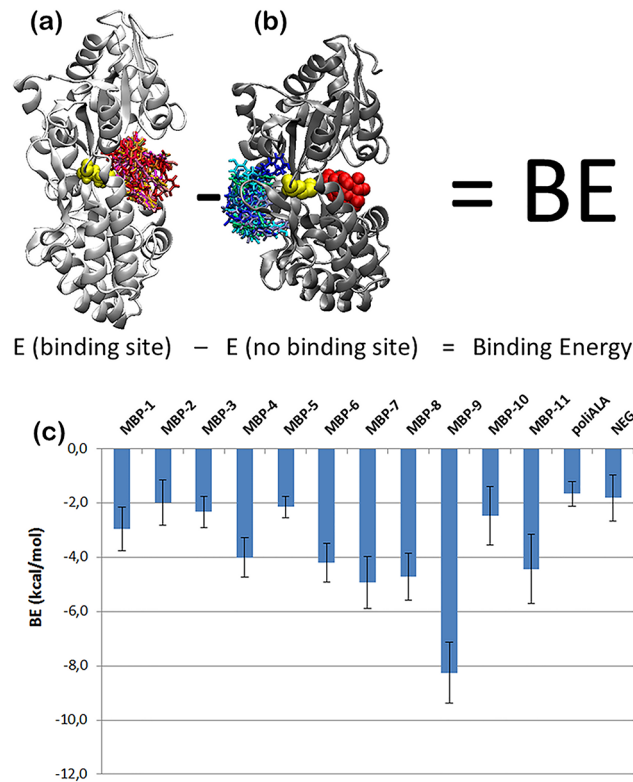 (a)
(b)
-
= BE
E (binding site) – E (no binding site) = Binding Energy
(c)
MBP-1
MBP-2
MBP-3
MBP-4
MBP-5
MBP-6
MBP-7
MBP-8
MBP-9
MBP-10
MBP-11
poliALA
NEG
0,0
-2,0
-4,0
-6,0
-8,0
-10,0
-12,0
BE (kcal/mol)